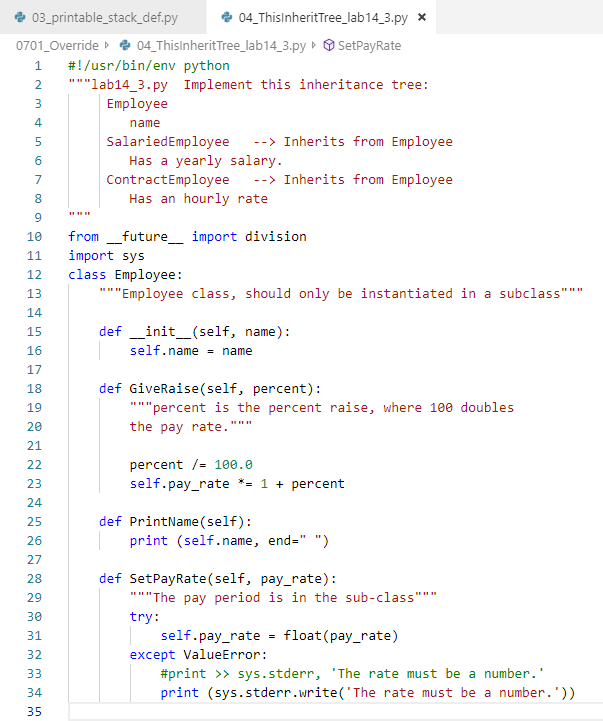 03_printable_stack_def.py 04_ThisInheritTree_lab14_3.py ×
0701_Override 04_ThisInheritTree_lab14_3.py SetPayRate
1 #!/usr/bin/env python
2 """lab14_3.py  Implement this inheritance tree:
3      Employee
4         name
5      SalariedEmployee   --> Inherits from Employee
6         Has a yearly salary.
7      ContractEmployee   --> Inherits from Employee
8         Has an hourly rate
9 """
10 from __future__ import division
11 import sys
12 class Employee:
13     """Employee class, should only be instantiated in a subclass"""
14
15     def __init__(self, name):
16         self.name = name
17
18     def GiveRaise(self, percent):
19         """percent is the percent raise, where 100 doubles
20         the pay rate."""
21
22         percent /= 100.0
23         self.pay_rate *= 1 + percent
24
25     def PrintName(self):
26         print (self.name, end=" ")
27
28     def SetPayRate(self, pay_rate):
29         """The pay period is in the sub-class"""
30         try:
31             self.pay_rate = float(pay_rate)
32         except ValueError:
33             #print >> sys.stderr, 'The rate must be a number.'
34             print (sys.stderr.write('The rate must be a number.'))
35